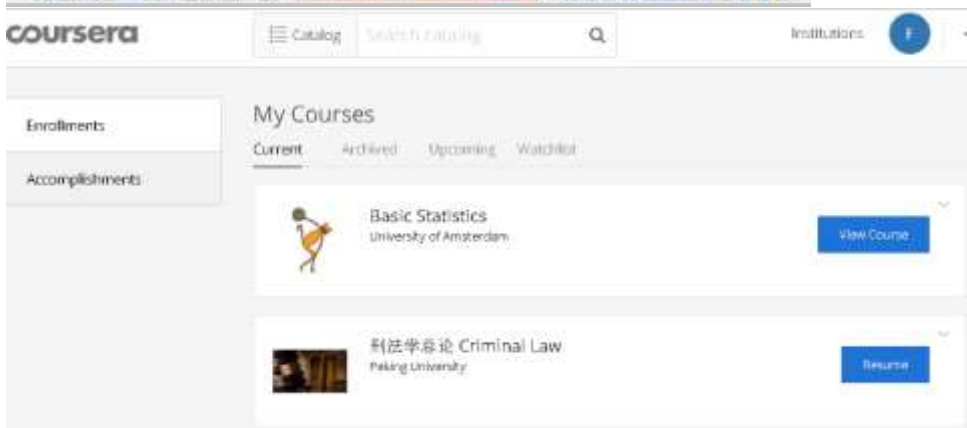 coursera
Catalog
Search catalog
Institutions
F
Enrollments
Accomplishments
My Courses
Current
Archived
Upcoming
Watchlist
Basic Statistics
University of Amsterdam
View Course
刑法学总论 Criminal Law
Peking University
Resume